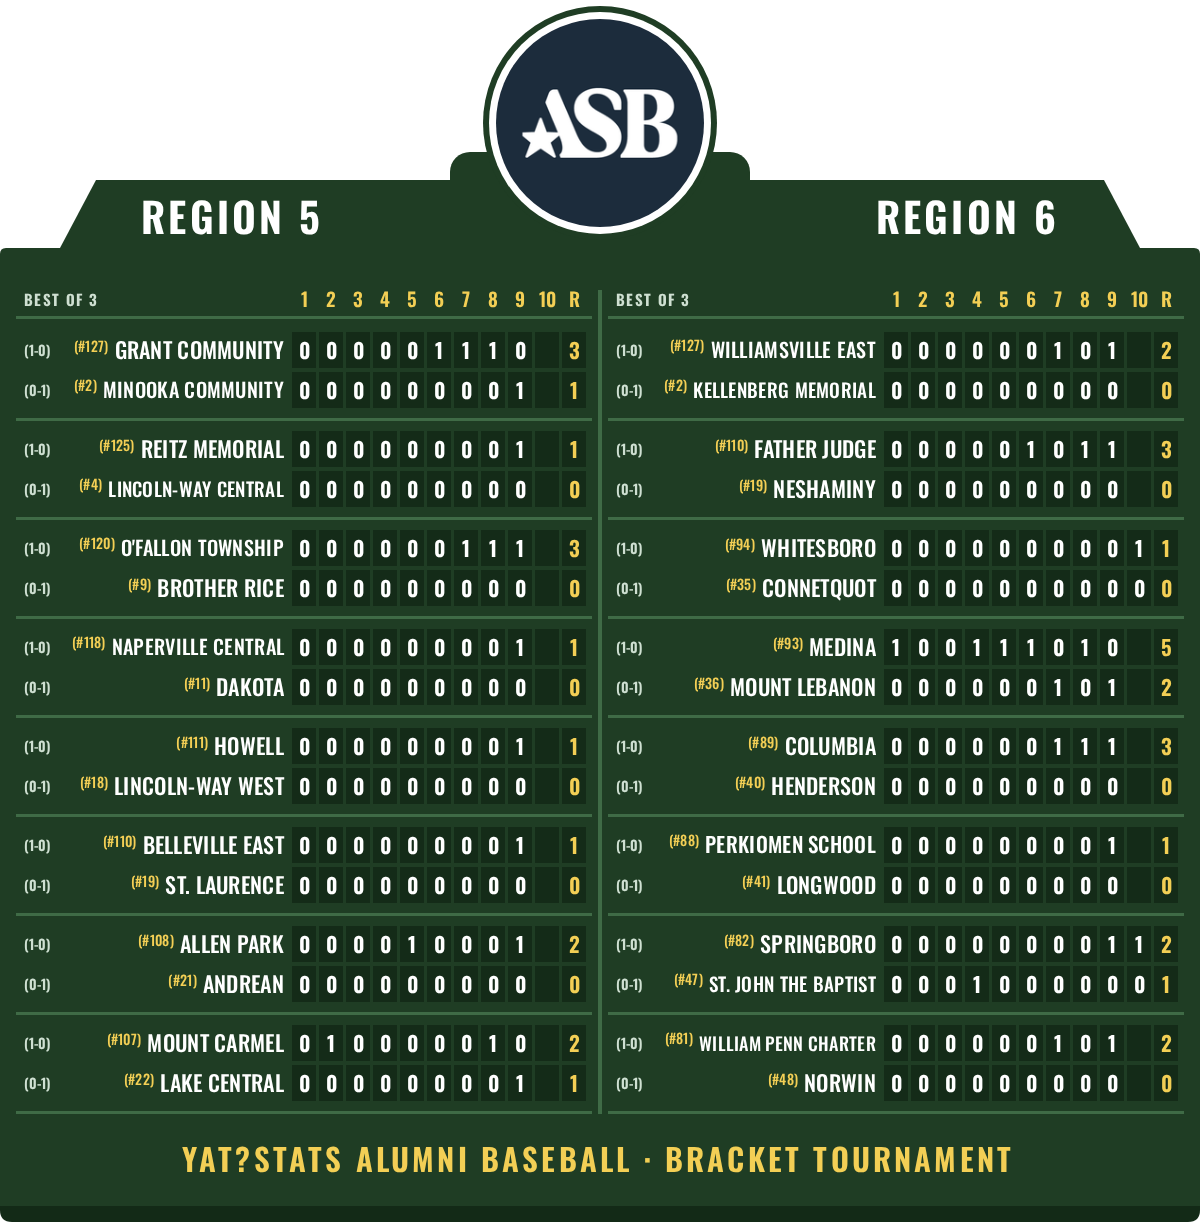 ASB
REGION 5
REGION 6
BEST OF 3 1 2 3 4 5 6 7 8 9 10 R
(1-0) (#127) GRANT COMMUNITY 0 0 0 0 0 1 1 1 0 3
(0-1) (#2) MINOOKA COMMUNITY 0 0 0 0 0 0 0 0 1 1
(1-0) (#125) REITZ MEMORIAL 0 0 0 0 0 0 0 0 1 1
(0-1) (#4) LINCOLN-WAY CENTRAL 0 0 0 0 0 0 0 0 0 0
(1-0) (#120) O'FALLON TOWNSHIP 0 0 0 0 0 0 1 1 1 3
(0-1) (#9) BROTHER RICE 0 0 0 0 0 0 0 0 0 0
(1-0) (#118) NAPERVILLE CENTRAL 0 0 0 0 0 0 0 0 1 1
(0-1) (#11) DAKOTA 0 0 0 0 0 0 0 0 0 0
(1-0) (#111) HOWELL 0 0 0 0 0 0 0 0 1 1
(0-1) (#18) LINCOLN-WAY WEST 0 0 0 0 0 0 0 0 0 0
(1-0) (#110) BELLEVILLE EAST 0 0 0 0 0 0 0 0 1 1
(0-1) (#19) ST. LAURENCE 0 0 0 0 0 0 0 0 0 0
(1-0) (#108) ALLEN PARK 0 0 0 0 1 0 0 0 1 2
(0-1) (#21) ANDREAN 0 0 0 0 0 0 0 0 0 0
(1-0) (#107) MOUNT CARMEL 0 1 0 0 0 0 0 1 0 2
(0-1) (#22) LAKE CENTRAL 0 0 0 0 0 0 0 0 1 1
BEST OF 3 1 2 3 4 5 6 7 8 9 10 R
(1-0) (#127) WILLIAMSVILLE EAST 0 0 0 0 0 0 1 0 1 2
(0-1) (#2) KELLENBERG MEMORIAL 0 0 0 0 0 0 0 0 0 0
(1-0) (#110) FATHER JUDGE 0 0 0 0 0 1 0 1 1 3
(0-1) (#19) NESHAMINY 0 0 0 0 0 0 0 0 0 0
(1-0) (#94) WHITESBORO 0 0 0 0 0 0 0 0 0 1 1
(0-1) (#35) CONNETQUOT 0 0 0 0 0 0 0 0 0 0 0
(1-0) (#93) MEDINA 1 0 0 1 1 1 0 1 0 5
(0-1) (#36) MOUNT LEBANON 0 0 0 0 0 0 1 0 1 2
(1-0) (#89) COLUMBIA 0 0 0 0 0 0 1 1 1 3
(0-1) (#40) HENDERSON 0 0 0 0 0 0 0 0 0 0
(1-0) (#88) PERKIOMEN SCHOOL 0 0 0 0 0 0 0 0 1 1
(0-1) (#41) LONGWOOD 0 0 0 0 0 0 0 0 0 0
(1-0) (#82) SPRINGBORO 0 0 0 0 0 0 0 0 1 1 2
(0-1) (#47) ST. JOHN THE BAPTIST 0 0 0 1 0 0 0 0 0 0 1
(1-0) (#81) WILLIAM PENN CHARTER 0 0 0 0 0 0 1 0 1 2
(0-1) (#48) NORWIN 0 0 0 0 0 0 0 0 0 0
YAT?STATS ALUMNI BASEBALL · BRACKET TOURNAMENT